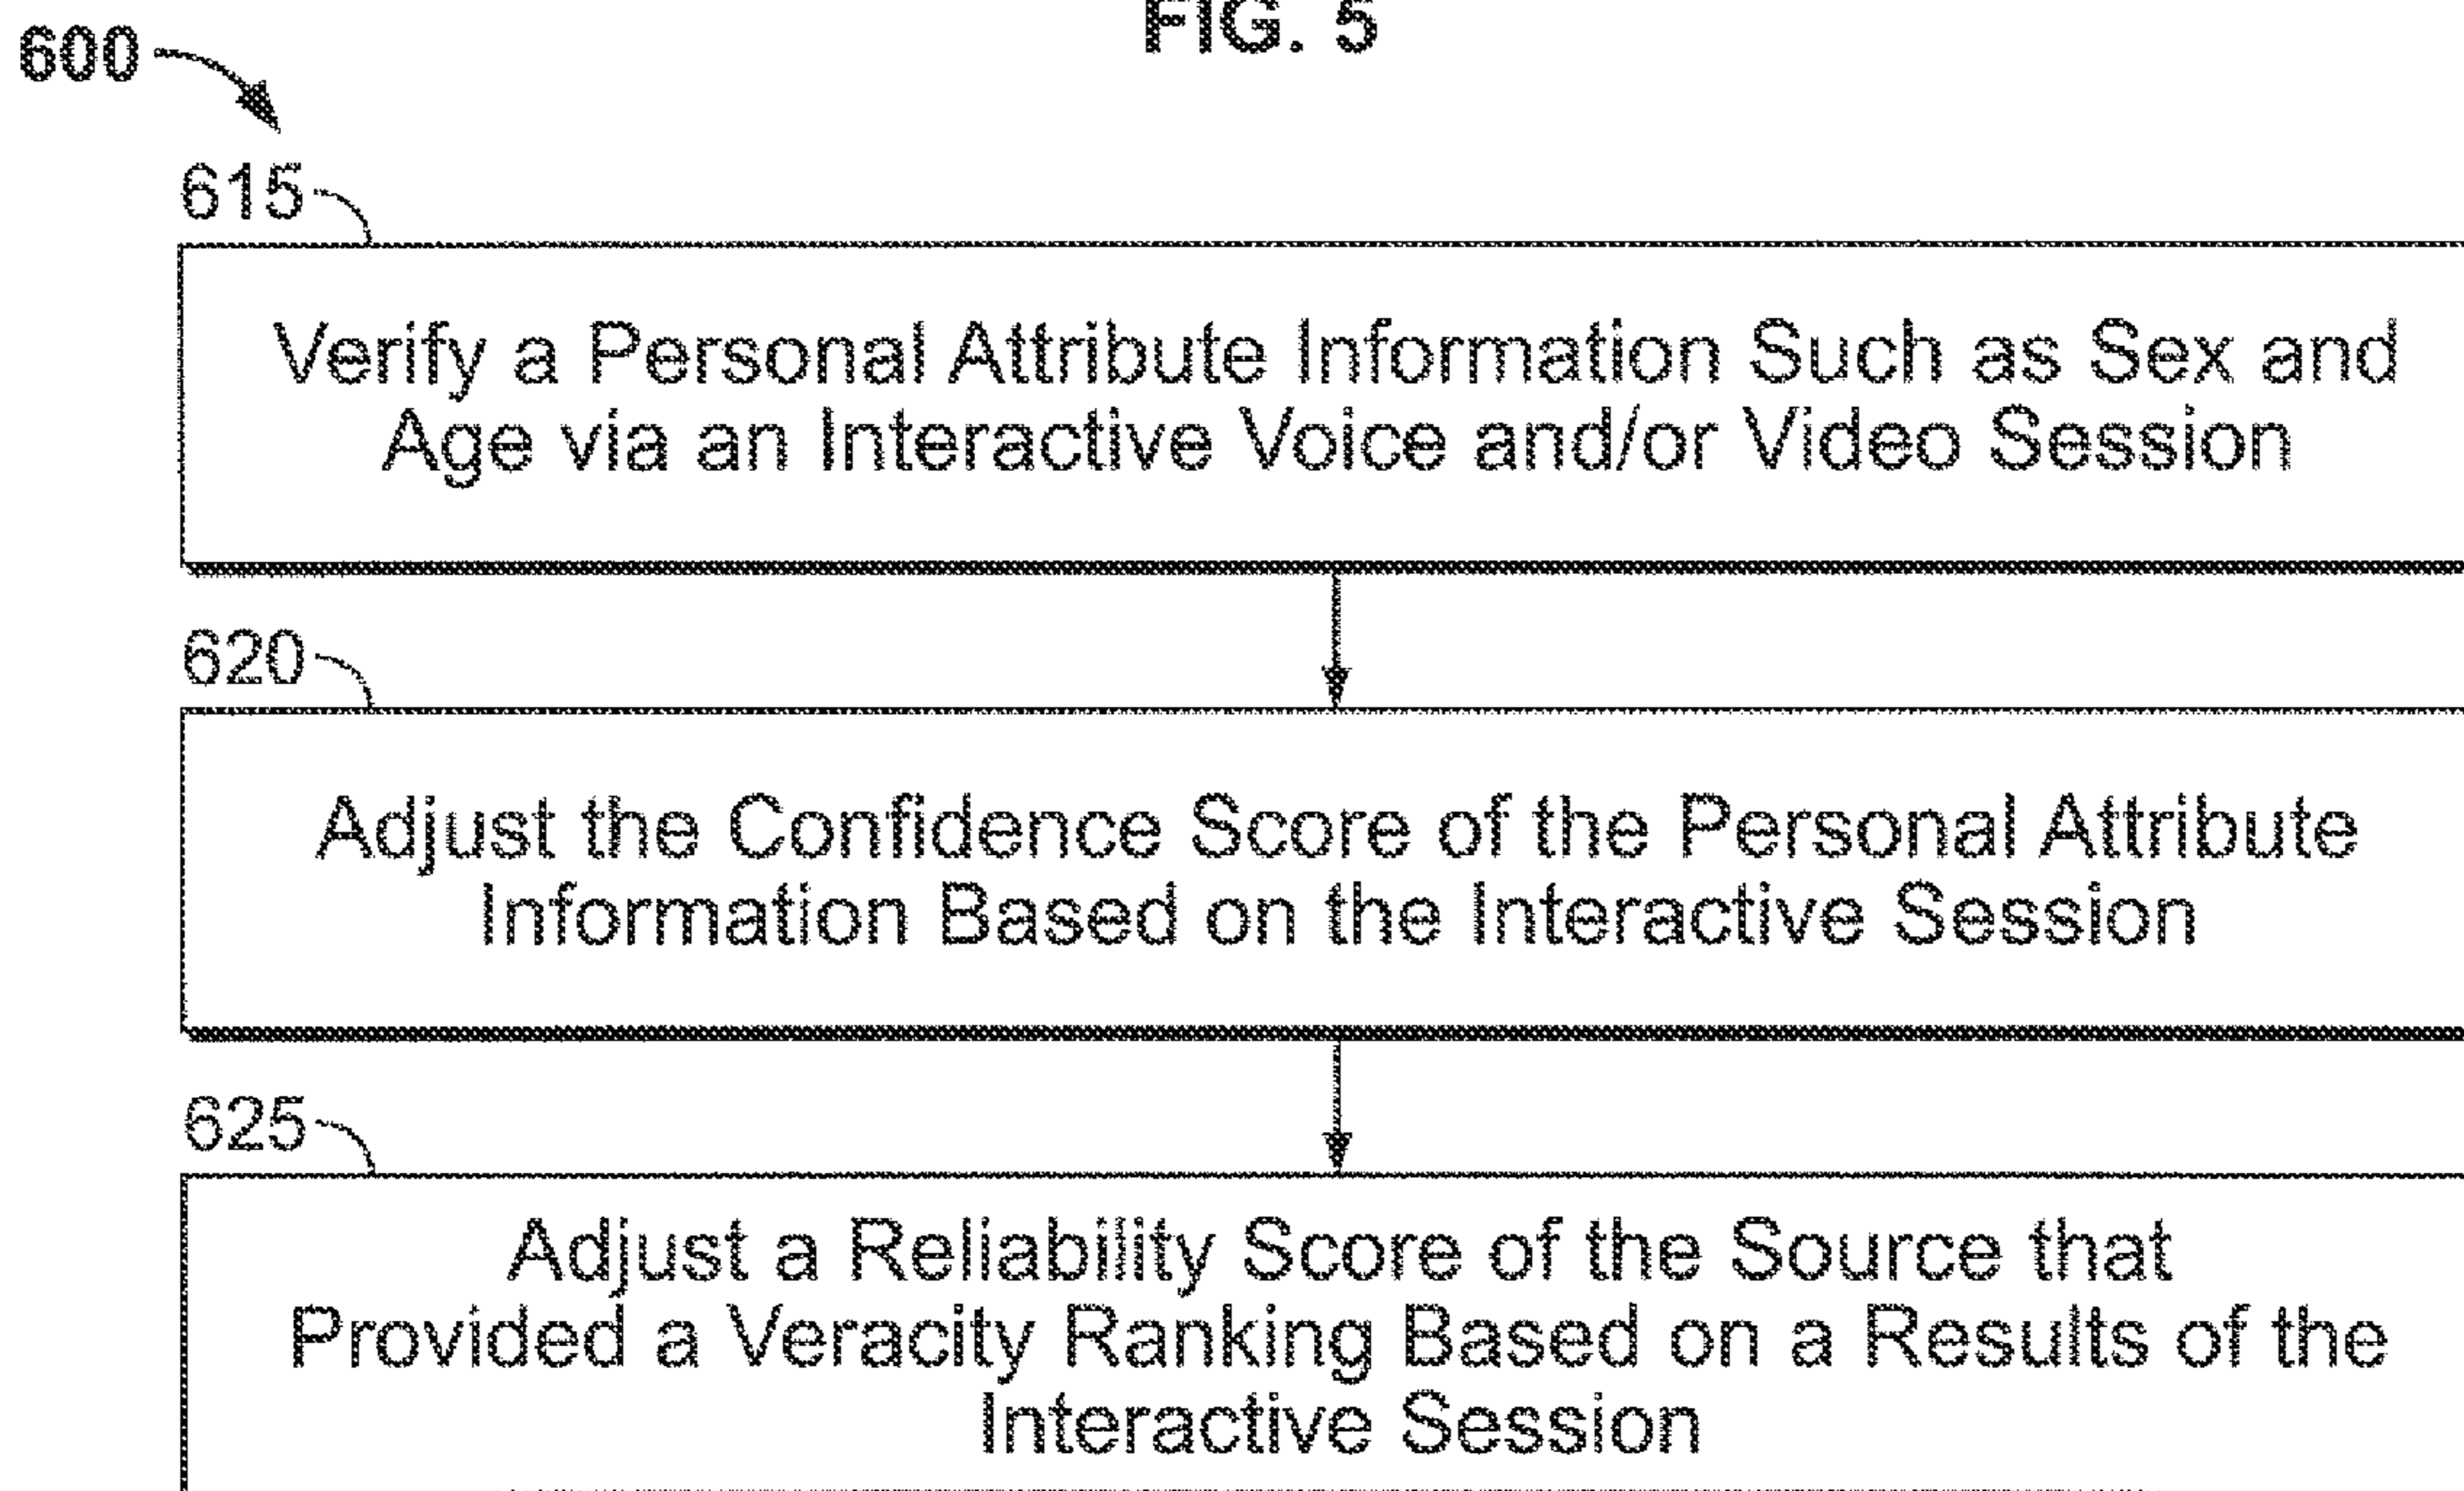 FIG. 5
600
615
Verify a Personal Attribute Information Such as Sex and
Age via an Interactive Voice and/or Video Session
620
Adjust the Confidence Score of the Personal Attribute
Information Based on the Interactive Session
625
Adjust a Reliability Score of the Source that
Provided a Veracity Ranking Based on a Results of the
Interactive Session